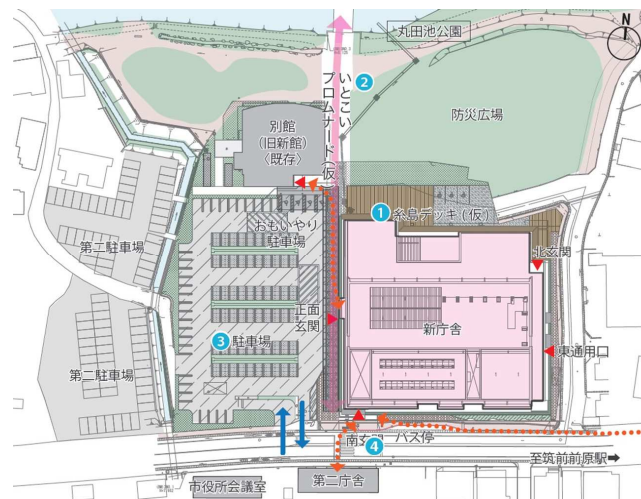 丸田池公園
N
2
いとこい
プロムナード(仮)
防災広場
別館
(旧新館)
〈既存〉
1 糸島デッキ(仮)
おもいやり
駐車場
第二駐車場
北玄関
正面
玄関
新庁舎
3 駐車場
東通用口
第二駐車場
南玄関
4
バス停
至筑前前原駅→
市役所会議室
第二庁舎